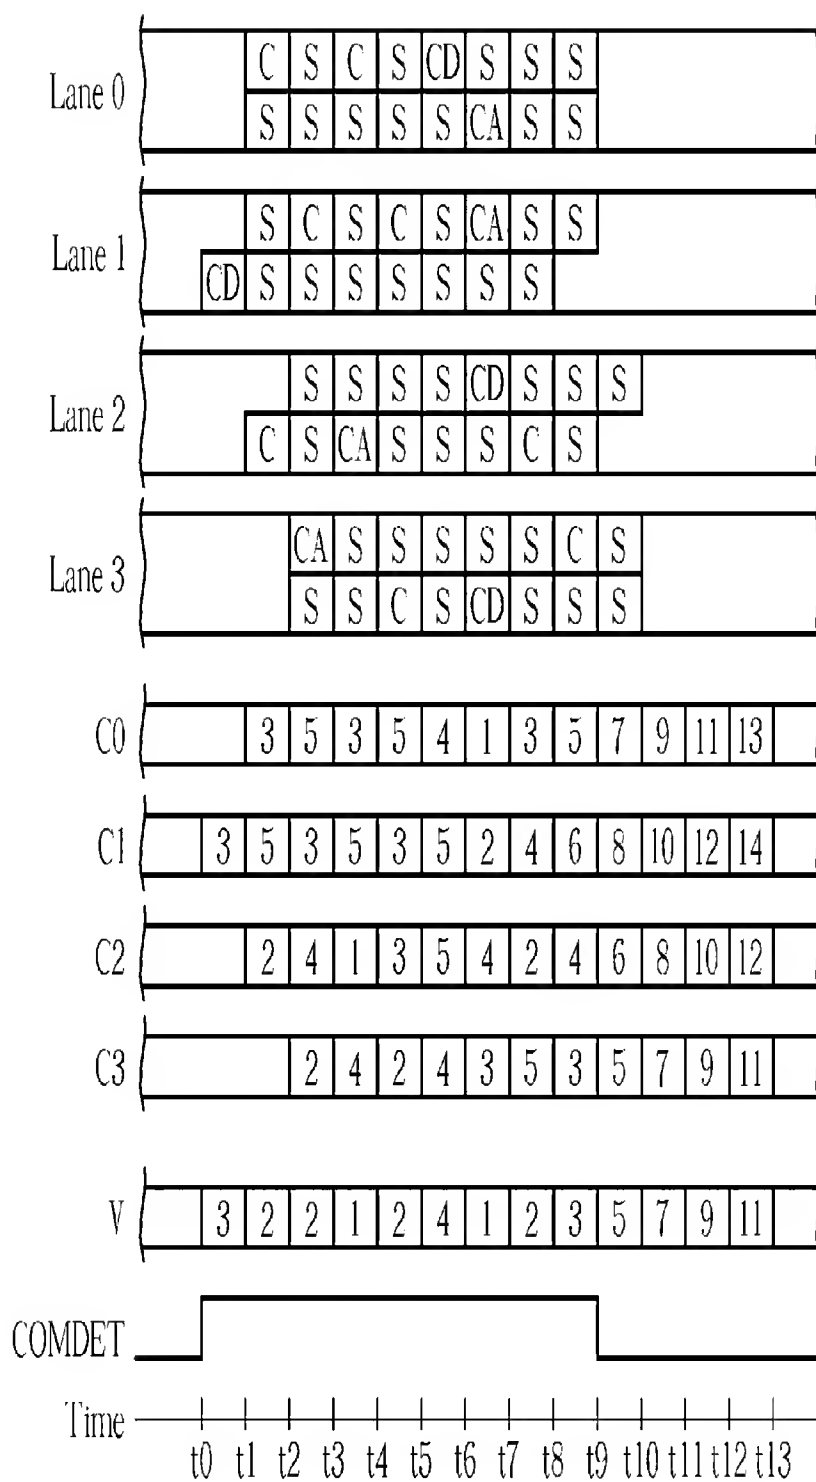 C S C S CD S S S
Lane 0
S S S S S CA S S
S C S C S CA S S
Lane 1
CD S S S S S S S
S S S S CD S S S
Lane 2
C S CA S S S C S
CA S S S S S C S
Lane 3
S S C S CD S S S
C0 3 5 3 5 4 1 3 5 7 9 11 13
C1 3 5 3 5 3 5 2 4 6 8 10 12 14
C2 2 4 1 3 5 4 2 4 6 8 10 12
C3 2 4 2 4 3 5 3 5 7 9 11
V 3 2 2 1 2 4 1 2 3 5 7 9 11
COMDET
Time
t0 t1 t2 t3 t4 t5 t6 t7 t8 t9 t10 t11 t12 t13